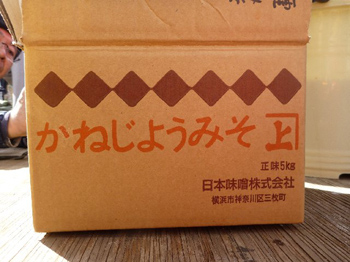 かねじようみそ 上
正味5kg
日本味噌株式会社
横浜市神奈川区三枚町